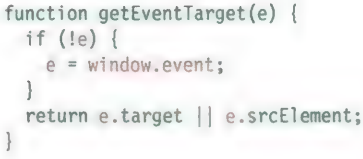 function getEventTarget(e) {
  if (!e) {
    e = window.event;
  }
  return e.target || e.srcElement;
}